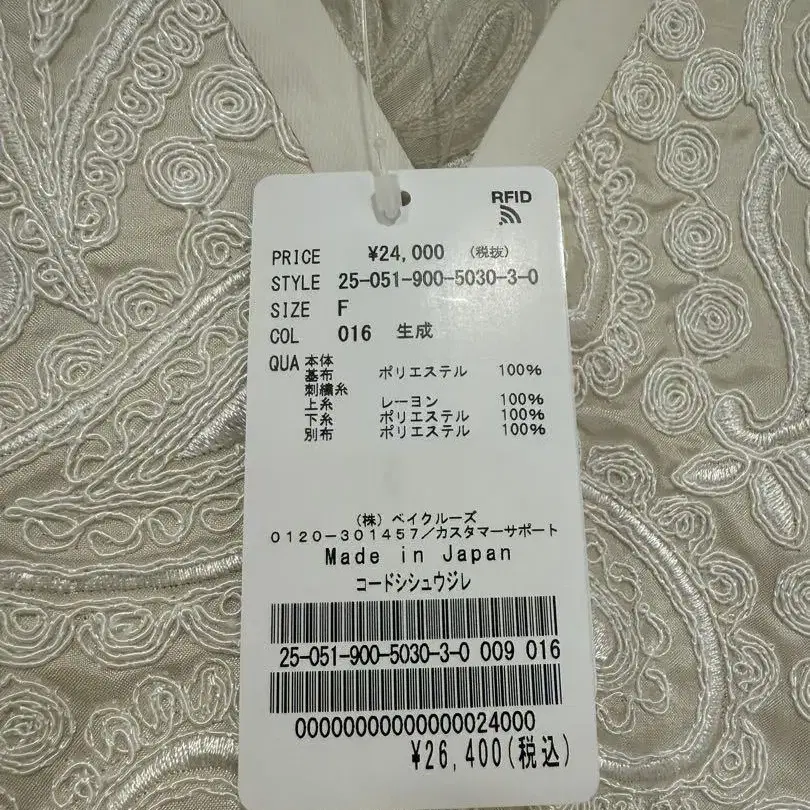 RFID
PRICE ¥24,000 (税抜)
STYLE 25-051-900-5030-3-0
SIZE F
COL 016 生成
QUA 本体
基布 ポリエステル 100%
刺繍糸
上糸 レーヨン 100%
下糸 ポリエステル 100%
別布 ポリエステル 100%
(株) ベイクルーズ
0120-301457/カスタマーサポート
Made in Japan
コードシシュウジレ
25-051-900-5030-3-0 009 016
00000000000000024000
¥26,400(税込)